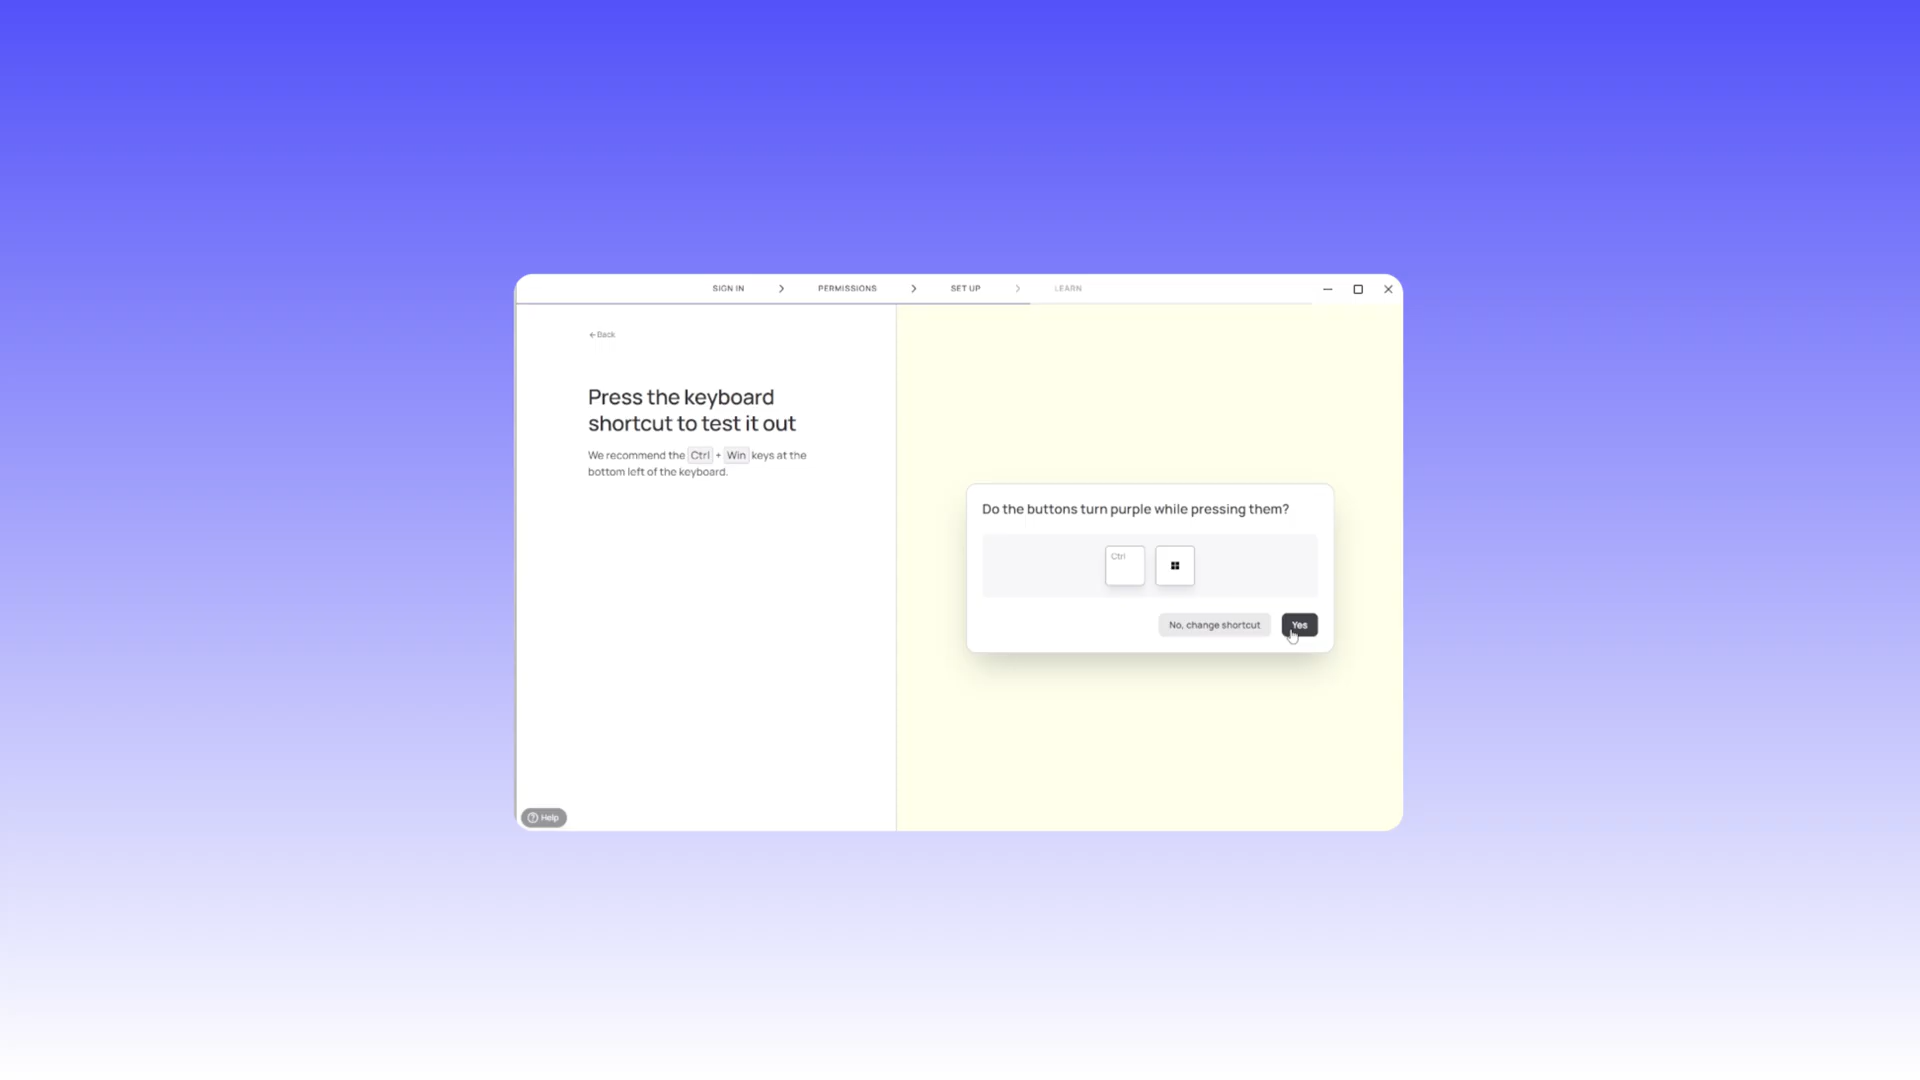 SIGN IN
PERMISSIONS
SET UP
LEARN
Back
Press the keyboard
shortcut to test it out
We recommend the Ctrl + Win keys at the
bottom left of the keyboard.
Do the buttons turn purple while pressing them?
Ctrl
No, change shortcut
Yes
Help